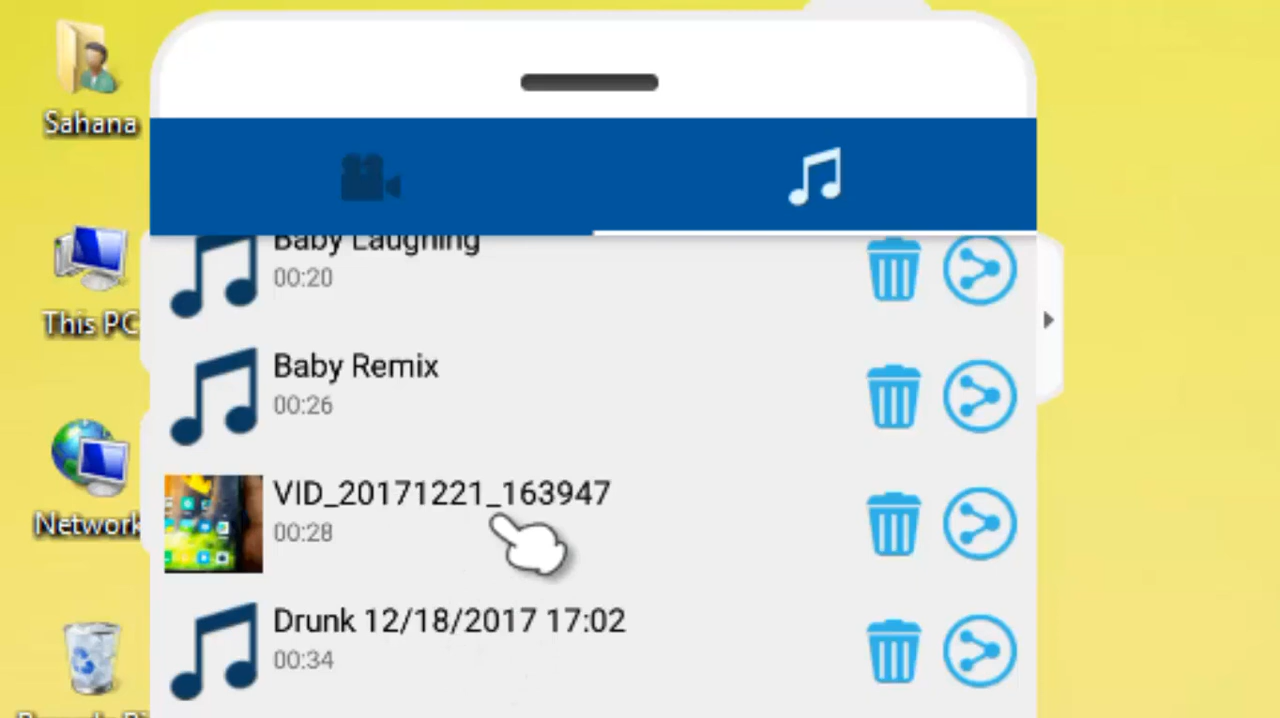 Sahana
This PC
Network
Baby Laughing
00:20
Baby Remix
00:26
VID_20171221_163947
00:28
Drunk 12/18/2017 17:02
00:34